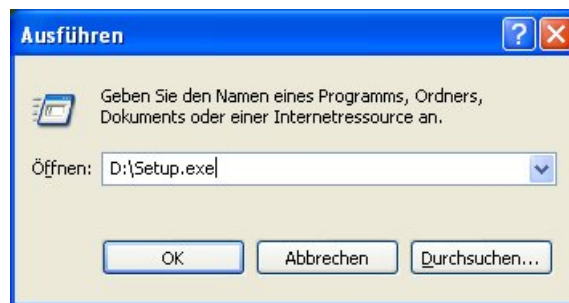 Ausführen
Geben Sie den Namen eines Programms, Ordners,
Dokuments oder einer Internetressource an.
Öffnen: D:\Setup.exe
OK Abbrechen Durchsuchen...